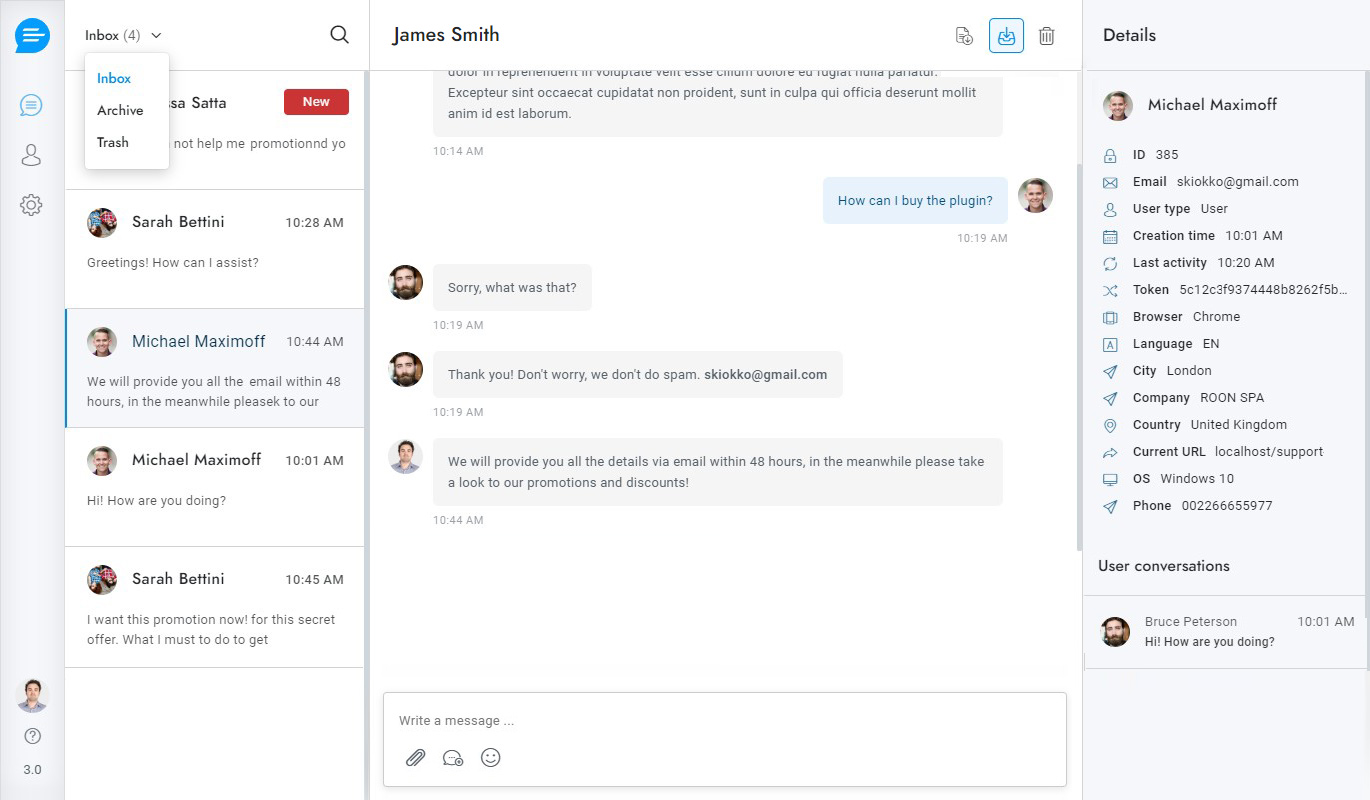 Inbox (4)
Inbox
Archive
Trash
ssa Satta
New
not help me promotionnd yo
Sarah Bettini
10:28 AM
Greetings! How can I assist?
Michael Maximoff
10:44 AM
We will provide you all the email within 48
hours, in the meanwhile pleasek to our
Michael Maximoff
10:01 AM
Hi! How are you doing?
Sarah Bettini
10:45 AM
I want this promotion now! for this secret
offer. What I must to do to get
3.0
James Smith
dolor in reprehenderit in voluptate velit esse cillum dolore eu fugiat nulla pariatur.
Excepteur sint occaecat cupidatat non proident, sunt in culpa qui officia deserunt mollit
anim id est laborum.
10:14 AM
How can I buy the plugin?
10:19 AM
Sorry, what was that?
10:19 AM
Thank you! Don't worry, we don't do spam. skiokko@gmail.com
10:19 AM
We will provide you all the details via email within 48 hours, in the meanwhile please take
a look to our promotions and discounts!
10:44 AM
Write a message ...
Details
Michael Maximoff
ID 385
Email skiokko@gmail.com
User type User
Creation time 10:01 AM
Last activity 10:20 AM
Token 5c12c3f9374448b8262f5b...
Browser Chrome
Language EN
City London
Company ROON SPA
Country United Kingdom
Current URL localhost/support
OS Windows 10
Phone 002266655977
User conversations
Bruce Peterson
10:01 AM
Hi! How are you doing?